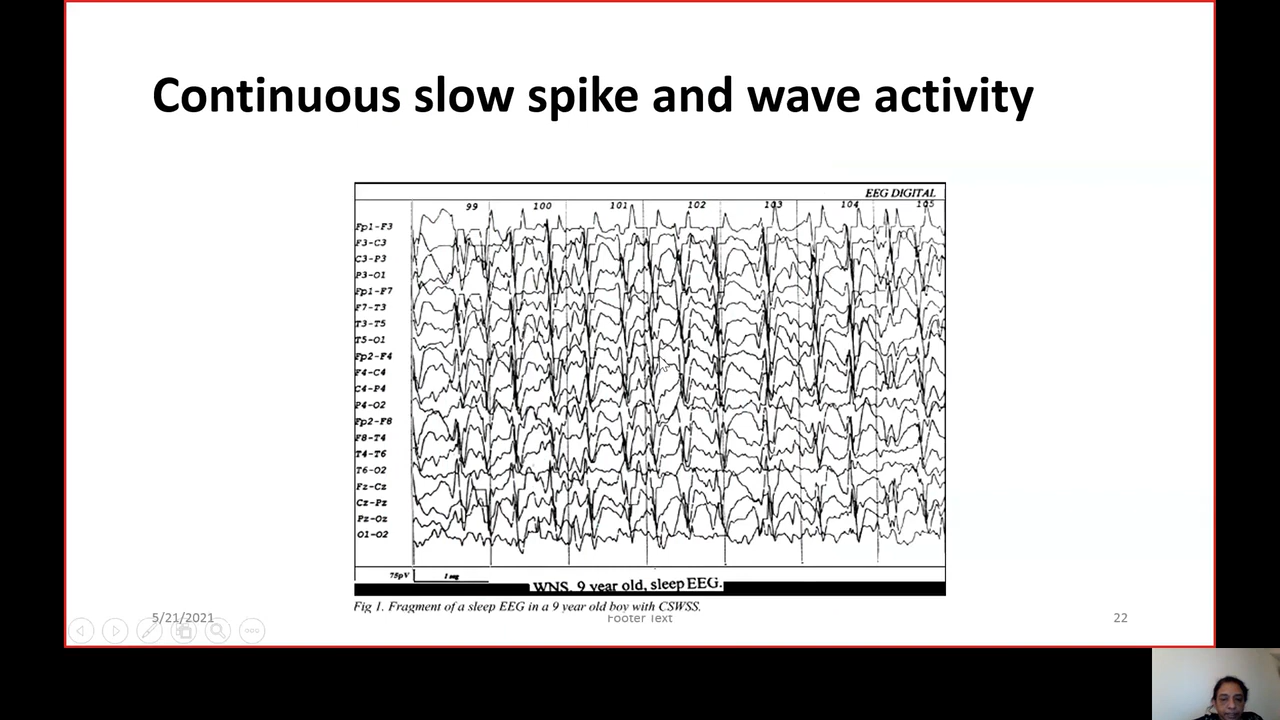 Continuous slow spike and wave activity
EEG DIGITAL
99 100 101 102 103 104 105
Fp1-F3
F3-C3
C3-P3
P3-O1
Fp1-F7
F7-T3
T3-T5
T5-O1
Fp2-F4
F4-C4
C4-P4
P4-O2
Fp2-F8
F8-T4
T4-T6
T6-O2
Fz-Cz
Cz-Pz
Pz-Oz
O1-O2
75pV 1 seg
WNS, 9 year old, sleep EEG.
Fig 1. Fragment of a sleep EEG in a 9 year old boy with CSWSS.
5/21/2021 Footer Text 22